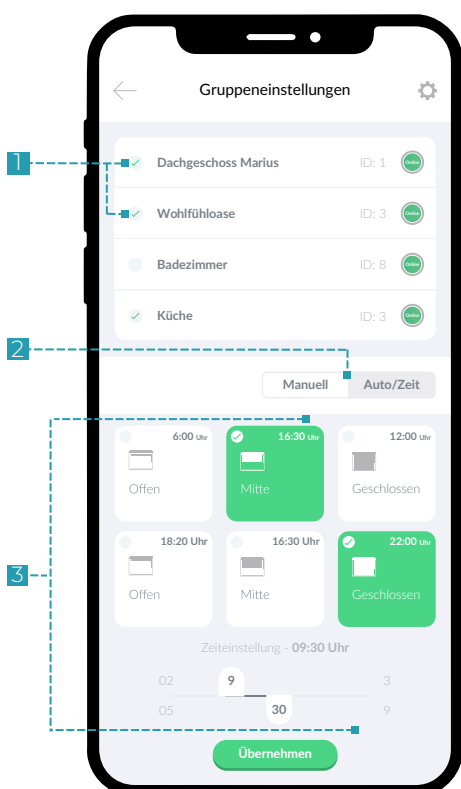 Gruppeneinstellungen
1
Dachgeschoss Marius ID: 1 Online
Wohlfühloase ID: 3 Online
Badezimmer ID: 8 Online
Küche ID: 3 Online
2
Manuell Auto/Zeit
6:00 Uhr 16:30 Uhr 12:00 Uhr
Offen Mitte Geschlossen
18:20 Uhr 16:30 Uhr 22:00 Uhr
3
Offen Mitte Geschlossen
Zeiteinstellung - 09:30 Uhr
02 9 3
05 30 9
Übernehmen